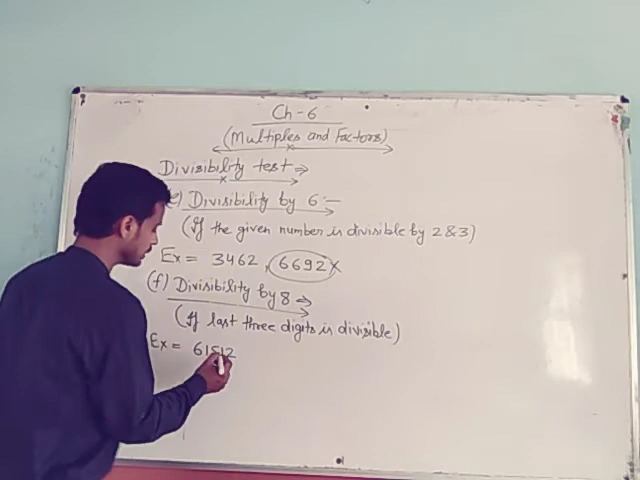 Ch-6
(Multiples and Factors)
Divisibility test ⇒
(e) Divisibility by 6:-
(If the given number is divisible by 2 & 3)
Ex = 3462, 6692×
(f) Divisibility by 8 ⇒
(If last three digits is divisible)
Ex = 61512